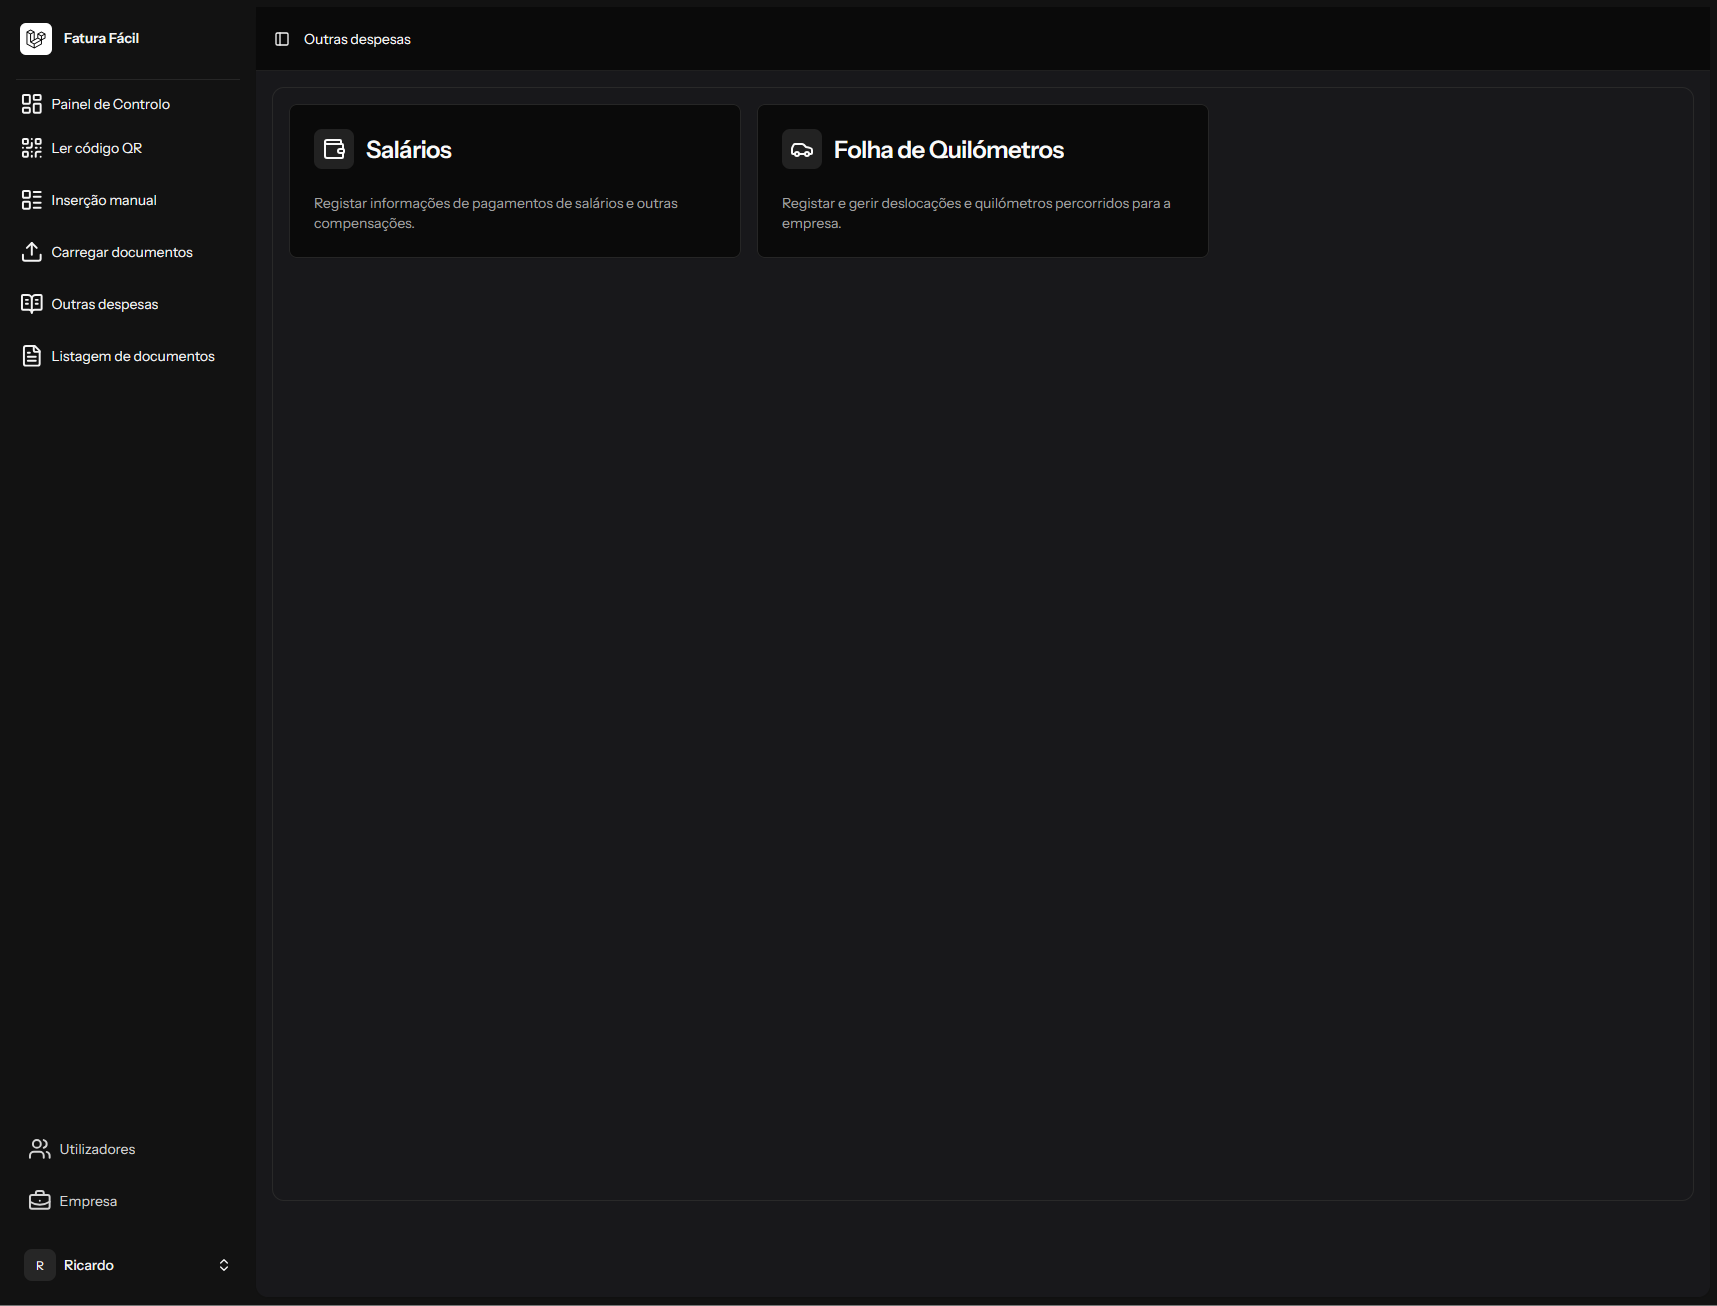 Fatura Fácil
Painel de Controlo
Ler código QR
Inserção manual
Carregar documentos
Outras despesas
Listagem de documentos
Utilizadores
Empresa
R Ricardo
Outras despesas
Salários
Registar informações de pagamentos de salários e outras
compensações.
Folha de Quilómetros
Registar e gerir deslocações e quilómetros percorridos para a
empresa.